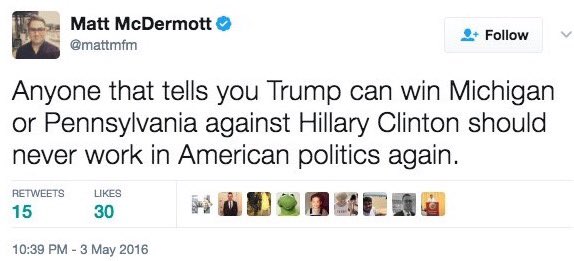 Matt McDermott
@mattmfm
Follow
Anyone that tells you Trump can win Michigan
or Pennsylvania against Hillary Clinton should
never work in American politics again.
RETWEETS LIKES
15 30
10:39 PM - 3 May 2016